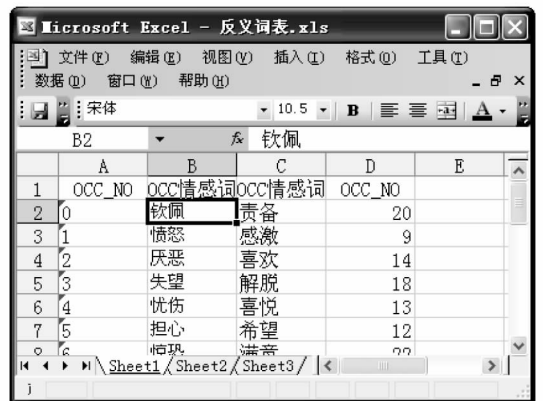 Microsoft Excel - 反义词表.xls
文件(F) 编辑(E) 视图(V) 插入(I) 格式(O) 工具(T)
数据(D) 窗口(W) 帮助(H)
宋体 10.5 B A
B2 fx 钦佩
A B C D E
1 OCC_NO OCC情感词 OCC情感词 OCC_NO
2 0 钦佩 责备 20
3 1 愤怒 感激 9
4 2 厌恶 喜欢 14
5 3 失望 解脱 18
6 4 忧伤 喜悦 13
7 5 担心 希望 12
Sheet1 Sheet2 Sheet3
j